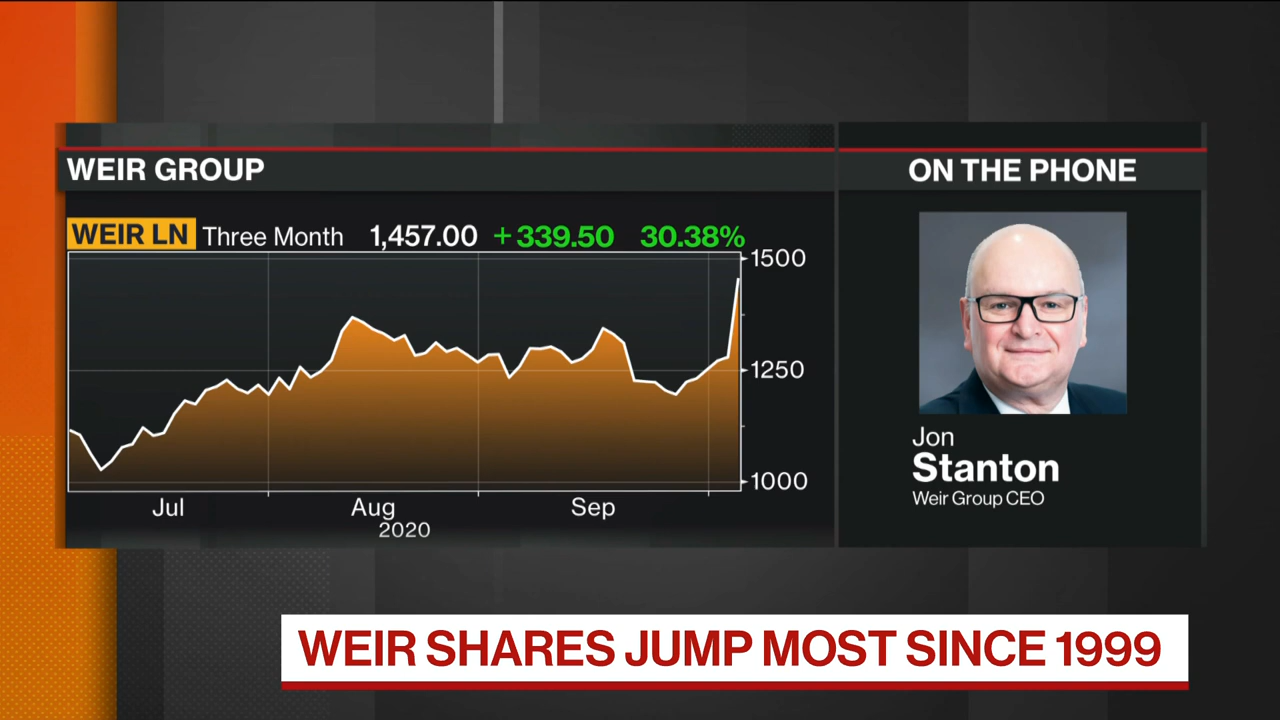 WEIR GROUP
WEIR LN Three Month 1,457.00 +339.50 30.38%
1500
1250
1000
Jul Aug Sep
2020
ON THE PHONE
Jon
Stanton
Weir Group CEO
WEIR SHARES JUMP MOST SINCE 1999